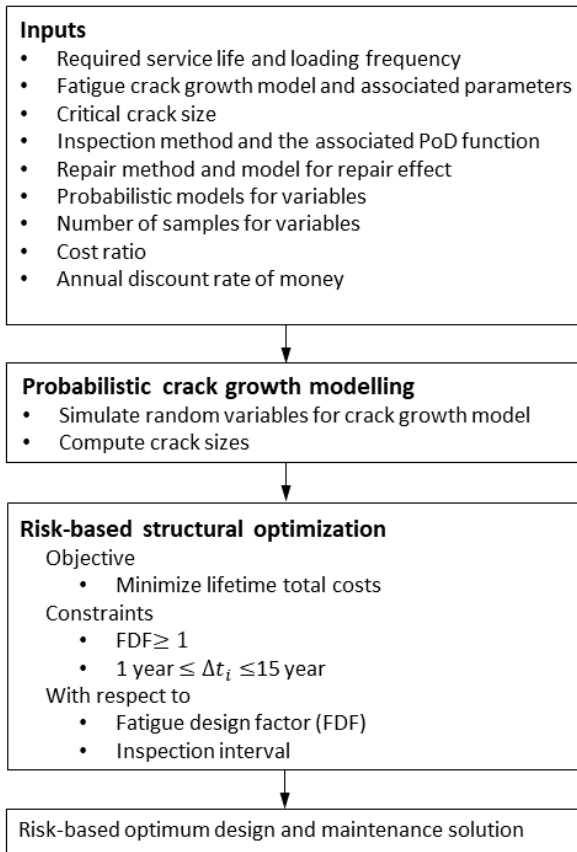 Inputs
• Required service life and loading frequency
• Fatigue crack growth model and associated parameters
• Critical crack size
• Inspection method and the associated PoD function
• Repair method and model for repair effect
• Probabilistic models for variables
• Number of samples for variables
• Cost ratio
• Annual discount rate of money
Probabilistic crack growth modelling
• Simulate random variables for crack growth model
• Compute crack sizes
Risk-based structural optimization
Objective
• Minimize lifetime total costs
Constraints
• FDF≥ 1
• 1 year ≤ Δtᵢ ≤15 year
With respect to
• Fatigue design factor (FDF)
• Inspection interval
Risk-based optimum design and maintenance solution